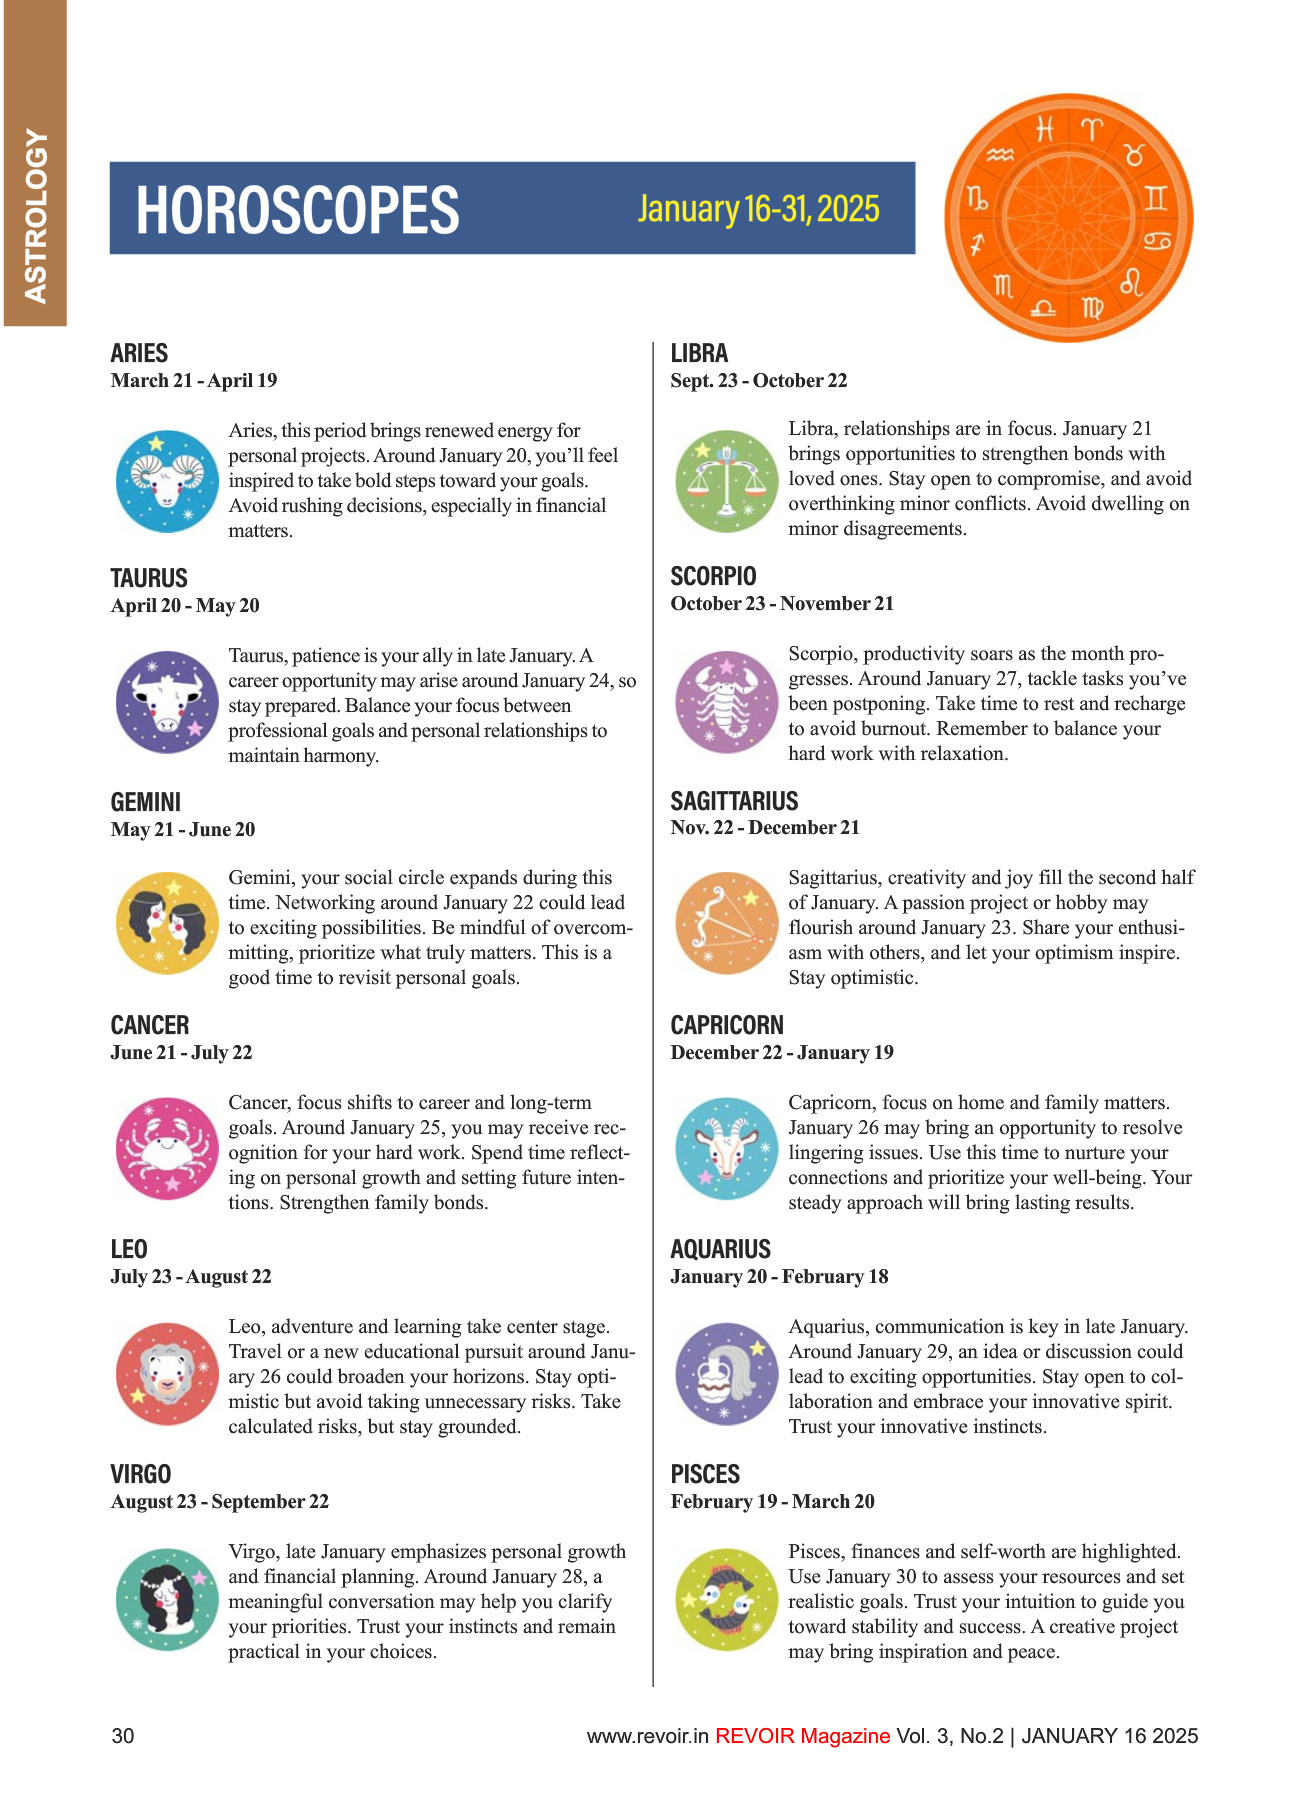 ASTROLOGY
HOROSCOPES
January 16-31, 2025
ARIES
March 21 - April 19
Aries, this period brings renewed energy for
personal projects. Around January 20, you’ll feel
inspired to take bold steps toward your goals.
Avoid rushing decisions, especially in financial
matters.
TAURUS
April 20 - May 20
Taurus, patience is your ally in late January. A
career opportunity may arise around January 24, so
stay prepared. Balance your focus between
professional goals and personal relationships to
maintain harmony.
GEMINI
May 21 - June 20
Gemini, your social circle expands during this
time. Networking around January 22 could lead
to exciting possibilities. Be mindful of overcom-
mitting, prioritize what truly matters. This is a
good time to revisit personal goals.
CANCER
June 21 - July 22
Cancer, focus shifts to career and long-term
goals. Around January 25, you may receive rec-
ognition for your hard work. Spend time reflect-
ing on personal growth and setting future inten-
tions. Strengthen family bonds.
LEO
July 23 - August 22
Leo, adventure and learning take center stage.
Travel or a new educational pursuit around Janu-
ary 26 could broaden your horizons. Stay opti-
mistic but avoid taking unnecessary risks. Take
calculated risks, but stay grounded.
VIRGO
August 23 - September 22
Virgo, late January emphasizes personal growth
and financial planning. Around January 28, a
meaningful conversation may help you clarify
your priorities. Trust your instincts and remain
practical in your choices.
LIBRA
Sept. 23 - October 22
Libra, relationships are in focus. January 21
brings opportunities to strengthen bonds with
loved ones. Stay open to compromise, and avoid
overthinking minor conflicts. Avoid dwelling on
minor disagreements.
SCORPIO
October 23 - November 21
Scorpio, productivity soars as the month pro-
gresses. Around January 27, tackle tasks you’ve
been postponing. Take time to rest and recharge
to avoid burnout. Remember to balance your
hard work with relaxation.
SAGITTARIUS
Nov. 22 - December 21
Sagittarius, creativity and joy fill the second half
of January. A passion project or hobby may
flourish around January 23. Share your enthusi-
asm with others, and let your optimism inspire.
Stay optimistic.
CAPRICORN
December 22 - January 19
Capricorn, focus on home and family matters.
January 26 may bring an opportunity to resolve
lingering issues. Use this time to nurture your
connections and prioritize your well-being. Your
steady approach will bring lasting results.
AQUARIUS
January 20 - February 18
Aquarius, communication is key in late January.
Around January 29, an idea or discussion could
lead to exciting opportunities. Stay open to col-
laboration and embrace your innovative spirit.
Trust your innovative instincts.
PISCES
February 19 - March 20
Pisces, finances and self-worth are highlighted.
Use January 30 to assess your resources and set
realistic goals. Trust your intuition to guide you
toward stability and success. A creative project
may bring inspiration and peace.
30
www.revoir.in REVOIR Magazine Vol. 3, No.2 | JANUARY 16 2025